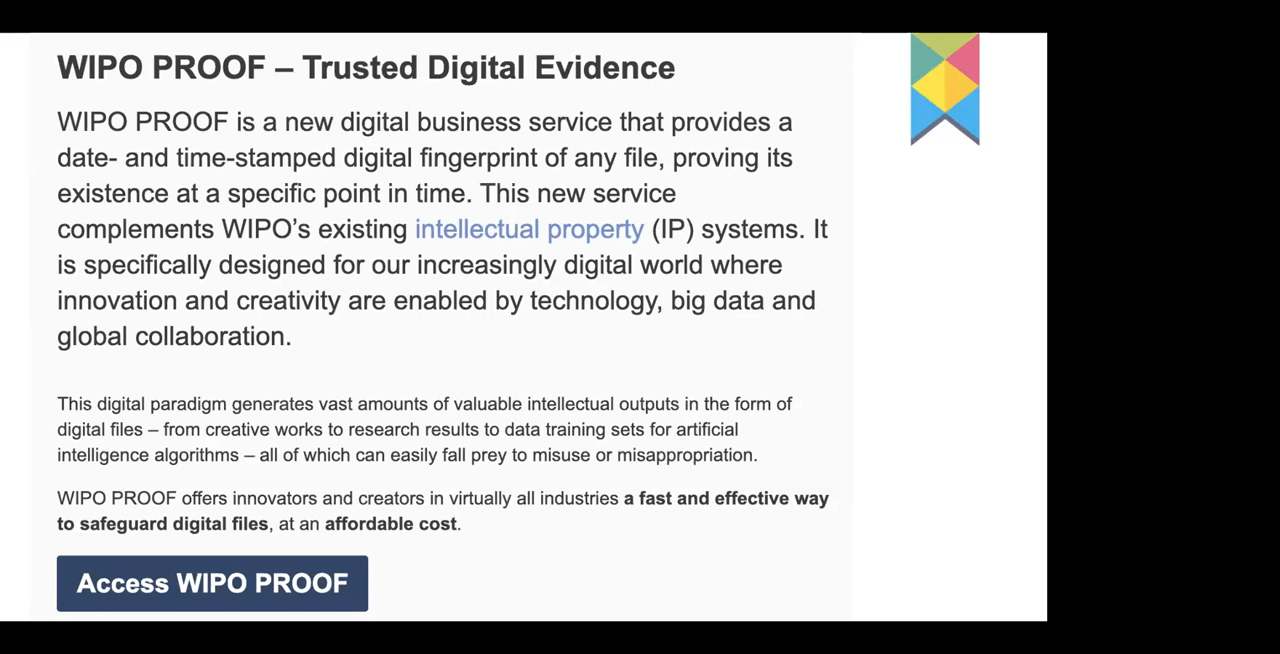 WIPO PROOF – Trusted Digital Evidence
WIPO PROOF is a new digital business service that provides a
date- and time-stamped digital fingerprint of any file, proving its
existence at a specific point in time. This new service
complements WIPO’s existing intellectual property (IP) systems. It
is specifically designed for our increasingly digital world where
innovation and creativity are enabled by technology, big data and
global collaboration.
This digital paradigm generates vast amounts of valuable intellectual outputs in the form of
digital files – from creative works to research results to data training sets for artificial
intelligence algorithms – all of which can easily fall prey to misuse or misappropriation.
WIPO PROOF offers innovators and creators in virtually all industries a fast and effective way
to safeguard digital files, at an affordable cost.
Access WIPO PROOF